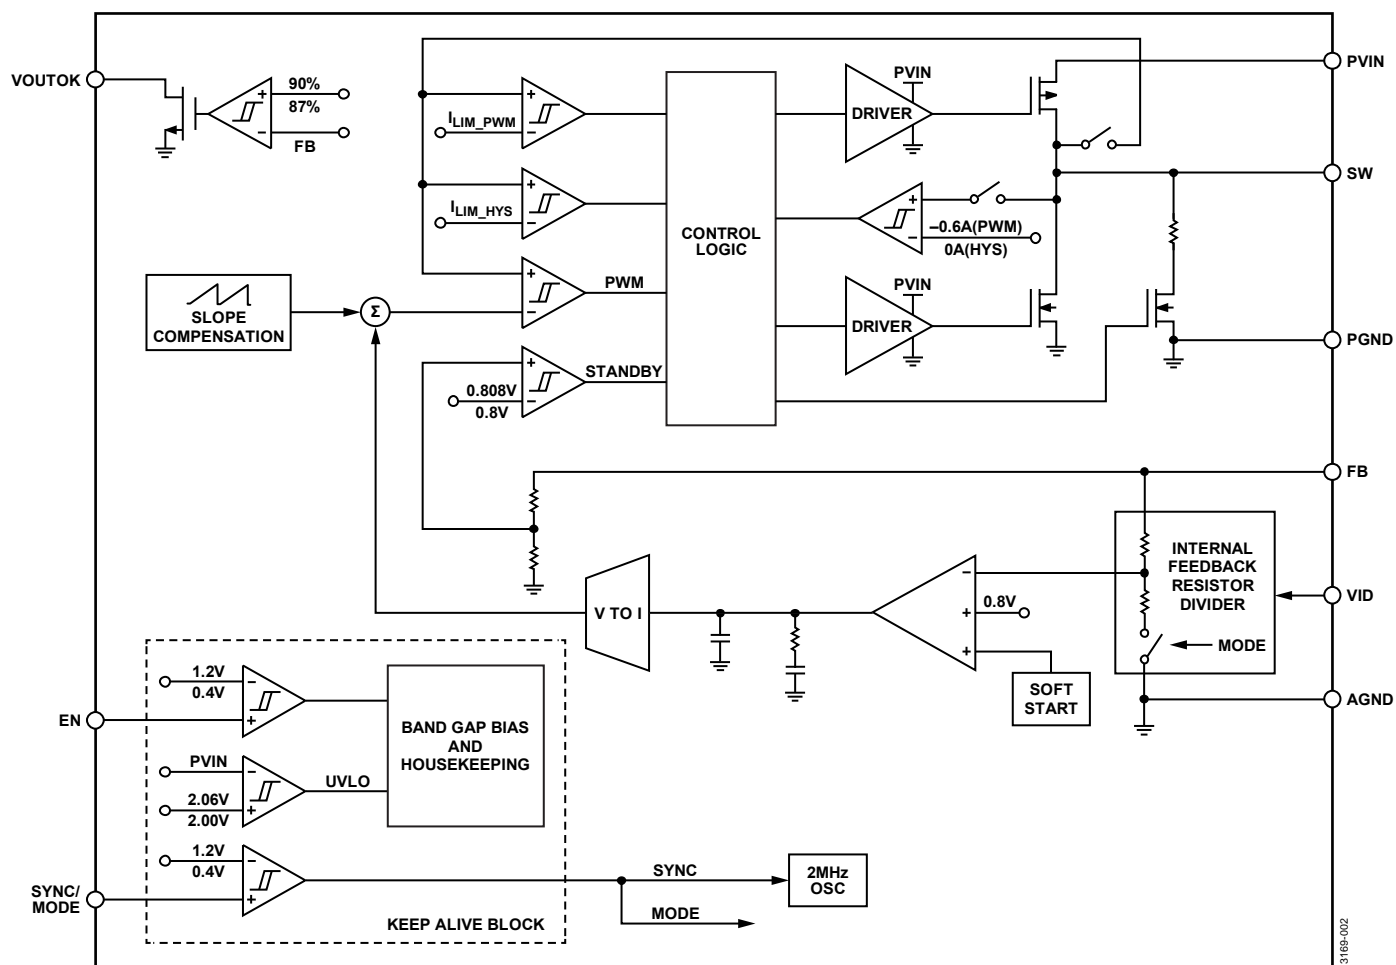 VOUTOK
90%
87%
FB
+
−
ILIM_PWM
+
−
ILIM_HYS
+
−
+
−
PWM
+
−
STANDBY
0.808V
0.8V
SLOPE
COMPENSATION
Σ
CONTROL
LOGIC
PVIN
DRIVER
+
−
–0.6A(PWM)
0A(HYS)
PVIN
DRIVER
PVIN
SW
PGND
FB
INTERNAL
FEEDBACK
RESISTOR
DIVIDER
MODE
VID
AGND
V TO I
−
+
+
0.8V
SOFT
START
EN
1.2V
0.4V
−
+
PVIN
2.06V
2.00V
−
+
UVLO
BAND GAP BIAS
AND
HOUSEKEEPING
SYNC/
MODE
1.2V
0.4V
−
+
KEEP ALIVE BLOCK
SYNC
MODE
2MHz
OSC
3169-002